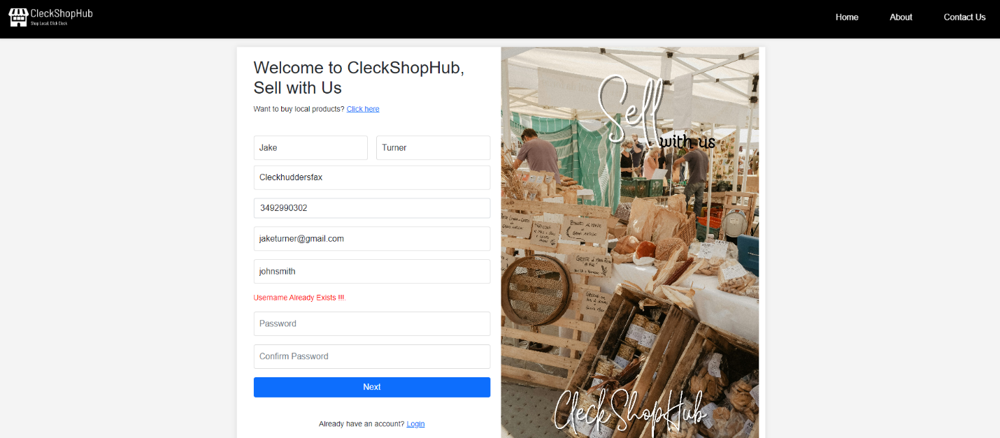 CleckShopHub
Shop Local. Click Cleck
Home About Contact Us
Welcome to CleckShopHub,
Sell with Us
Want to buy local products? Click here
Jake Turner
Cleckhuddersfax
3492990302
jaketurner@gmail.com
johnsmith
Username Already Exists !!!.
Password
Confirm Password
Next
Already have an account? Login
Sell
with us
CleckShopHub